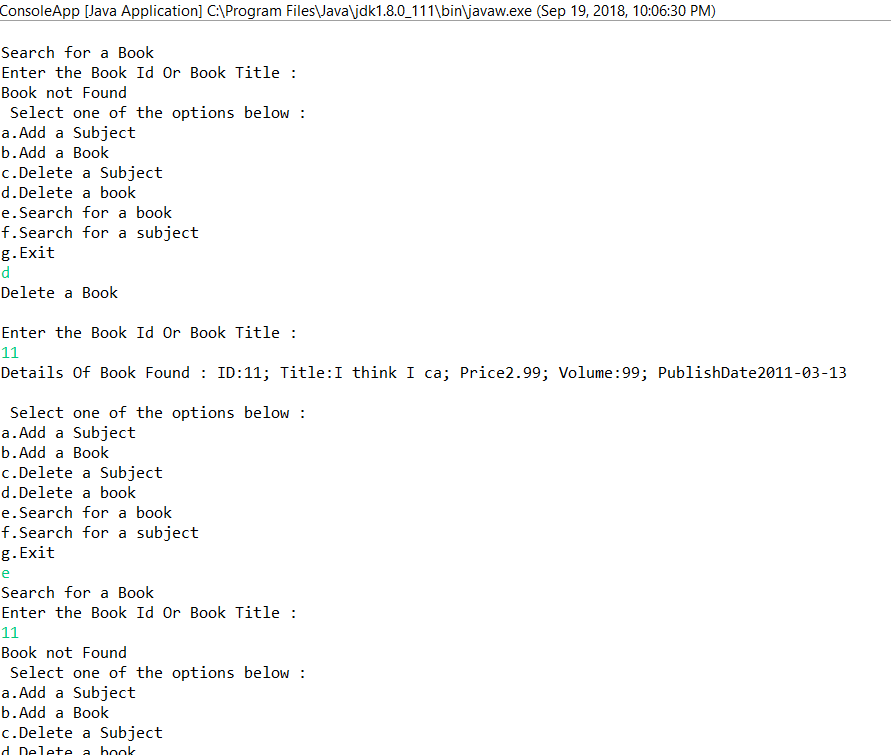 ConsoleApp [Java Application] C:\Program Files\Java\jdk1.8.0_111\bin\javaw.exe (Sep 19, 2018, 10:06:30 PM)
Search for a Book
Enter the Book Id Or Book Title :
Book not Found
 Select one of the options below :
a.Add a Subject
b.Add a Book
c.Delete a Subject
d.Delete a book
e.Search for a book
f.Search for a subject
g.Exit
d
Delete a Book
Enter the Book Id Or Book Title :
11
Details Of Book Found : ID:11; Title:I think I ca; Price2.99; Volume:99; PublishDate2011-03-13
 Select one of the options below :
a.Add a Subject
b.Add a Book
c.Delete a Subject
d.Delete a book
e.Search for a book
f.Search for a subject
g.Exit
e
Search for a Book
Enter the Book Id Or Book Title :
11
Book not Found
 Select one of the options below :
a.Add a Subject
b.Add a Book
c.Delete a Subject
d.Delete a book